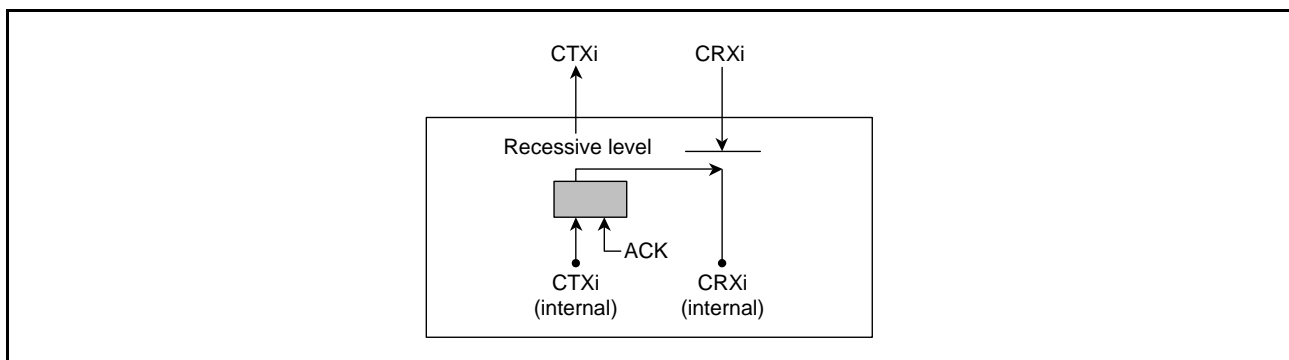 CTXi
CRXi
Recessive level
ACK
CTXi
(internal)
CRXi
(internal)